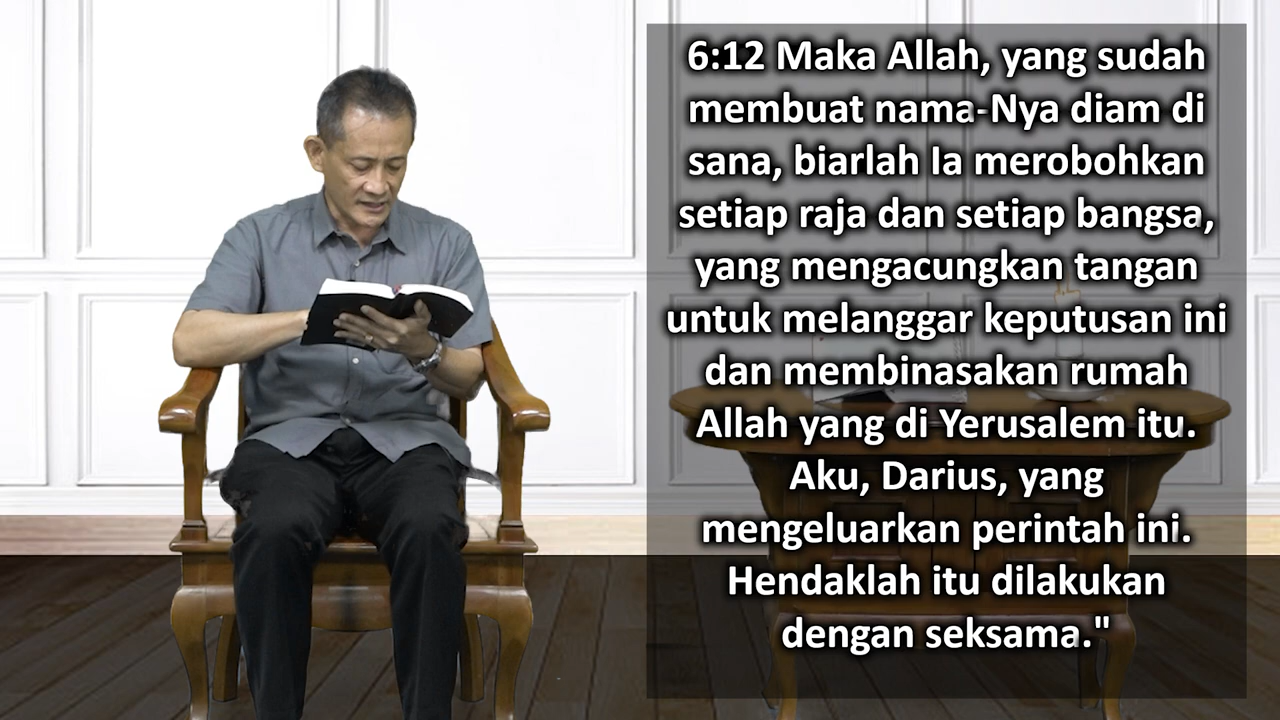 6:12 Maka Allah, yang sudah
membuat nama-Nya diam di
sana, biarlah Ia merobohkan
setiap raja dan setiap bangsa,
yang mengacungkan tangan
untuk melanggar keputusan ini
dan membinasakan rumah
Allah yang di Yerusalem itu.
Aku, Darius, yang
mengeluarkan perintah ini.
Hendaklah itu dilakukan
dengan seksama."